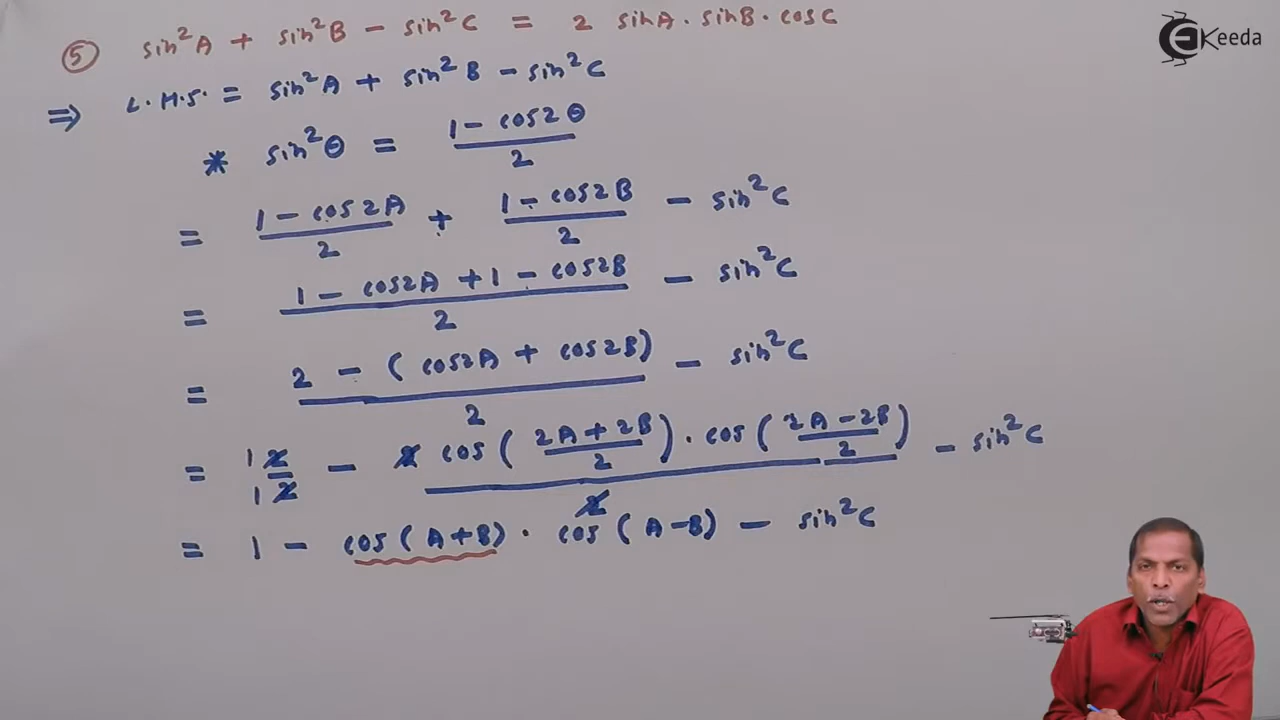 Keeda
⑤ sin²A + sin²B - sin²C = 2 sinA · sinB · cosC
⇒ L.H.S. = sin²A + sin²B - sin²C
* sin²θ = (1 - cos2θ)/2
= (1 - cos2A)/2 + (1 - cos2B)/2 - sin²C
= (1 - cos2A + 1 - cos2B)/2 - sin²C
= (2 - (cos2A + cos2B))/2 - sin²C
= 1 2/1 2 - 2 cos((2A + 2B)/2) · cos((2A - 2B)/2)/2 - sin²C
= 1 - cos(A+B) · cos(A-B) - sin²C